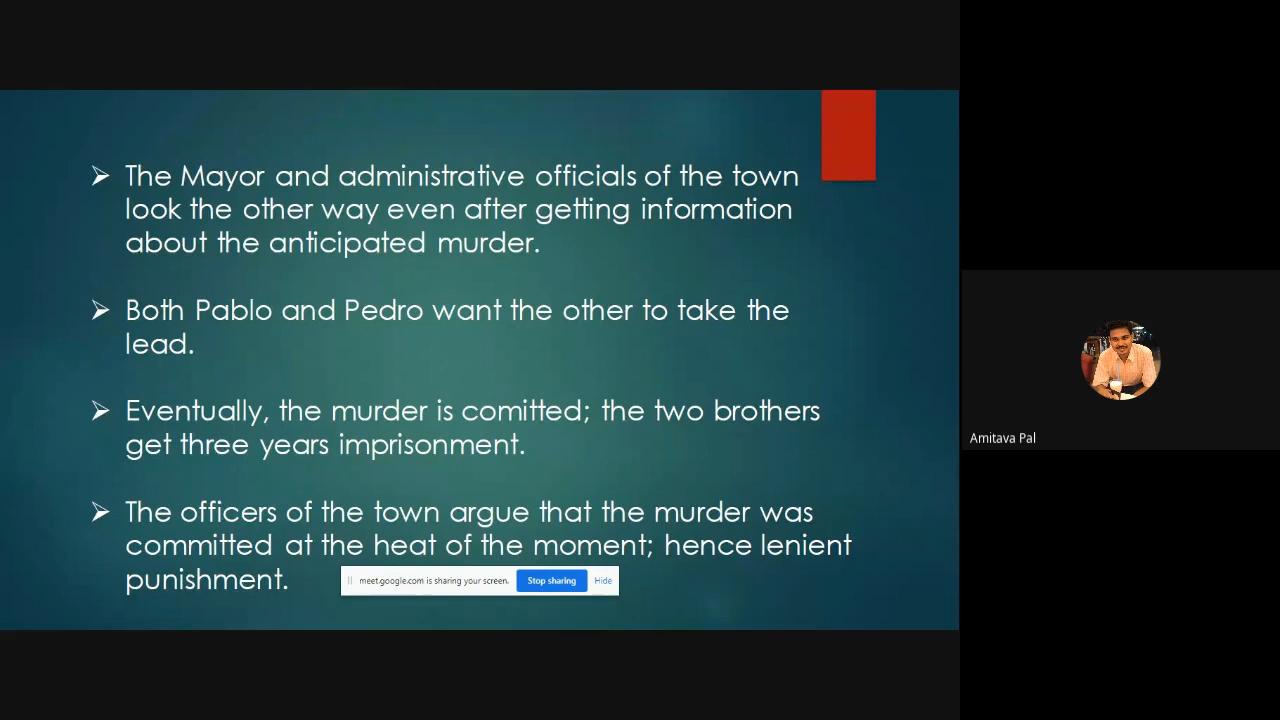 The Mayor and administrative officials of the town
look the other way even after getting information
about the anticipated murder.
Both Pablo and Pedro want the other to take the
lead.
Eventually, the murder is comitted; the two brothers
get three years imprisonment.
The officers of the town argue that the murder was
committed at the heat of the moment; hence lenient
punishment.
meet.google.com is sharing your screen. Stop sharing Hide
Amitava Pal